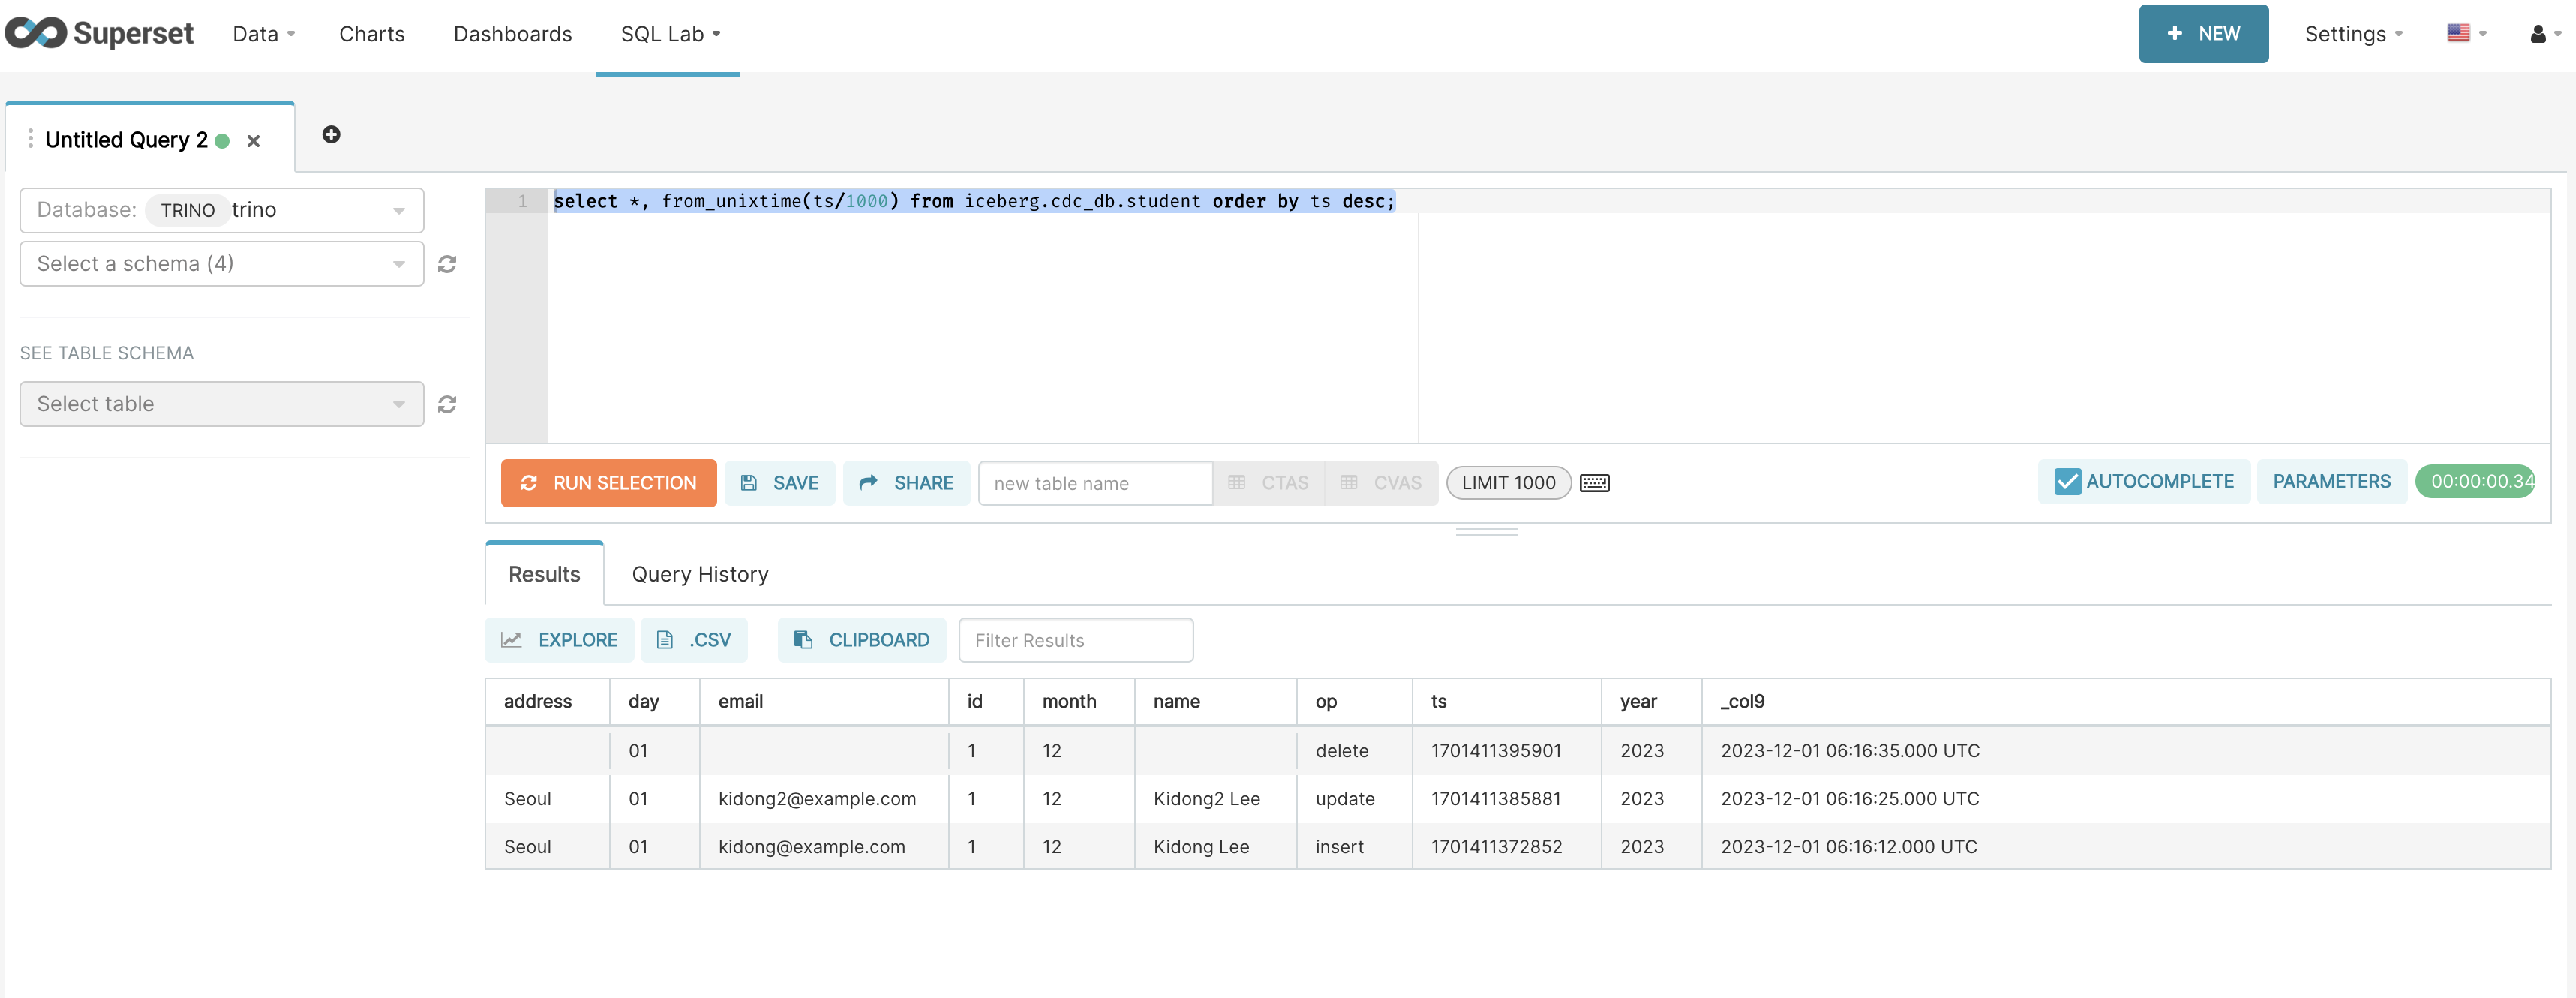 Superset Data Charts Dashboards SQL Lab + NEW Settings
Untitled Query 2
Database: TRINO trino
Select a schema (4)
SEE TABLE SCHEMA
Select table
1 select *, from_unixtime(ts/1000) from iceberg.cdc_db.student order by ts desc;
RUN SELECTION SAVE SHARE new table name CTAS CVAS LIMIT 1000 AUTOCOMPLETE PARAMETERS 00:00:00.34
Results Query History
EXPLORE .CSV CLIPBOARD Filter Results
address day email id month name op ts year _col9
01 1 12 delete 1701411395901 2023 2023-12-01 06:16:35.000 UTC
Seoul 01 kidong2@example.com 1 12 Kidong2 Lee update 1701411385881 2023 2023-12-01 06:16:25.000 UTC
Seoul 01 kidong@example.com 1 12 Kidong Lee insert 1701411372852 2023 2023-12-01 06:16:12.000 UTC